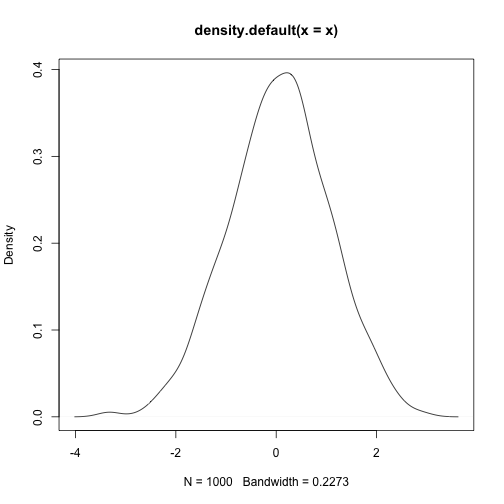 density.default(x = x)
Density
0.4
0.3
0.2
0.1
0.0
-4 -2 0 2
N = 1000 Bandwidth = 0.2273